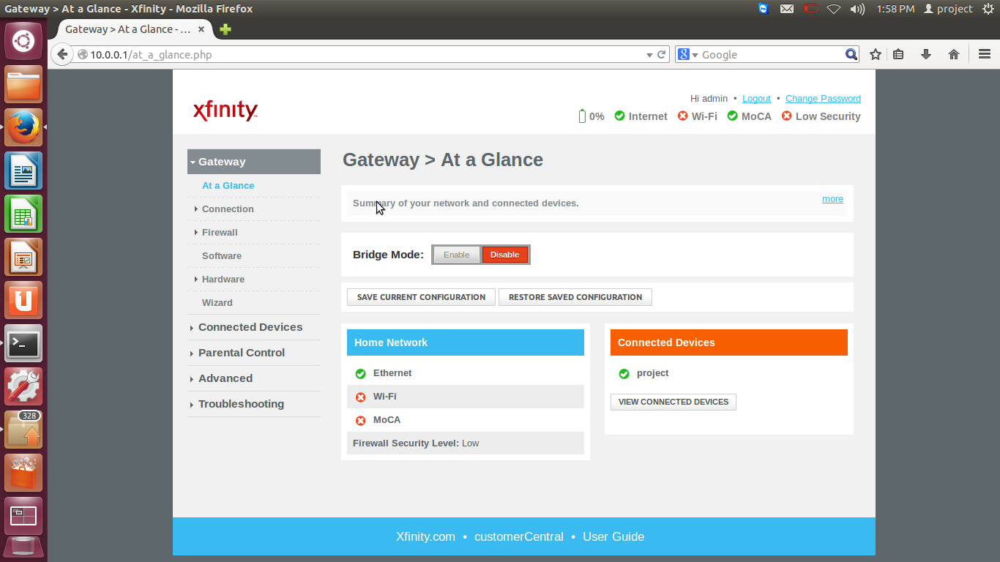 Gateway > At a Glance - Xfinity - Mozilla Firefox
1:58 PM project
Gateway > At a Glance - ...
10.0.0.1/at_a_glance.php
Google
xfinity
Hi admin • Logout • Change Password
0% Internet Wi-Fi MoCA Low Security
Gateway
At a Glance
Connection
Firewall
Software
Hardware
Wizard
Connected Devices
Parental Control
Advanced
Troubleshooting
Gateway > At a Glance
Summary of your network and connected devices.
more
Bridge Mode: Enable Disable
SAVE CURRENT CONFIGURATION RESTORE SAVED CONFIGURATION
Home Network
Ethernet
Wi-Fi
MoCA
Firewall Security Level: Low
Connected Devices
project
VIEW CONNECTED DEVICES
328
Xfinity.com • customerCentral • User Guide